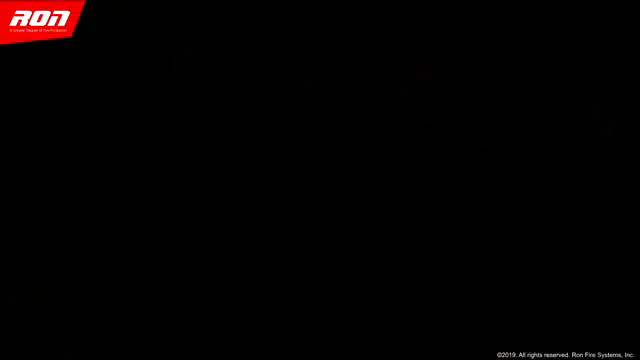 RON
A Greater Degree of Fire Protection
©2019. All rights reserved. Ron Fire Systems, Inc.